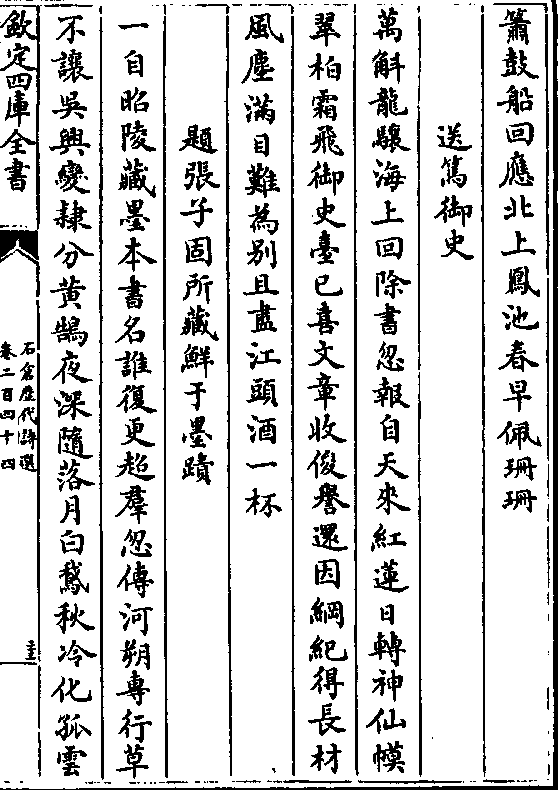 簫鼓船回應北上鳳池春早佩珊珊
送篤御史
萬斛龍驤海上回除書忽報自天來紅蓮日轉神仙幙
翠柏霜飛御史臺已喜文章收俊譽還因綱紀得長材
風塵滿目難為別且盡江頭酒一杯
題張子固所藏鮮于墨蹟
一自昭陵藏墨本書名誰復更超羣忽傳河朔專行草
不讓吳興變隸分黄鵠夜深隨落月白鵞秋冷化孤雲
欽定四庫全書
石倉歴代詩選
卷二百四十四